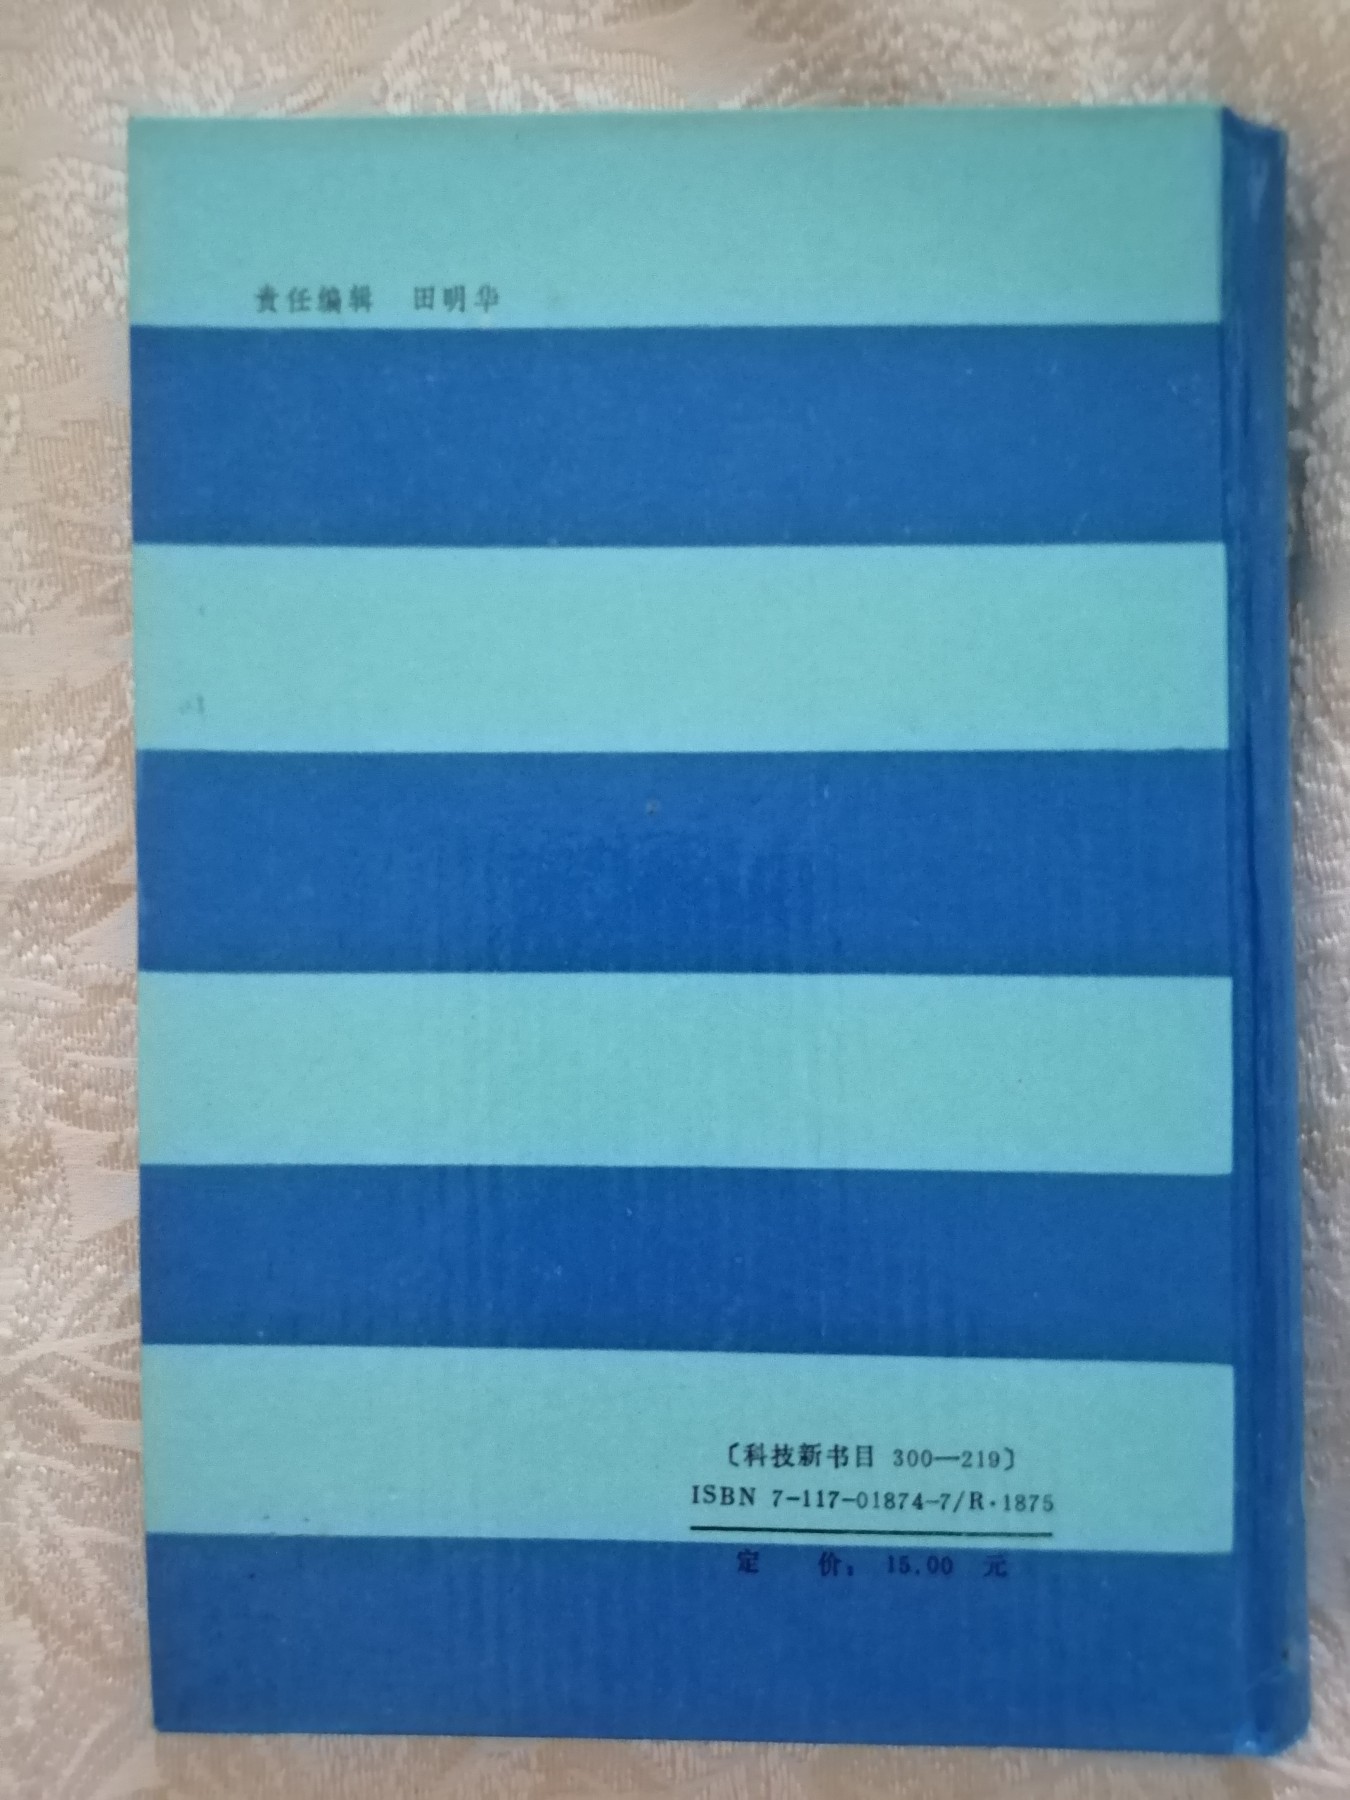 责任编辑 田明华
〔科技新书目 300—219〕
ISBN 7-117-01874-7/R·1875
定 价：15.00 元